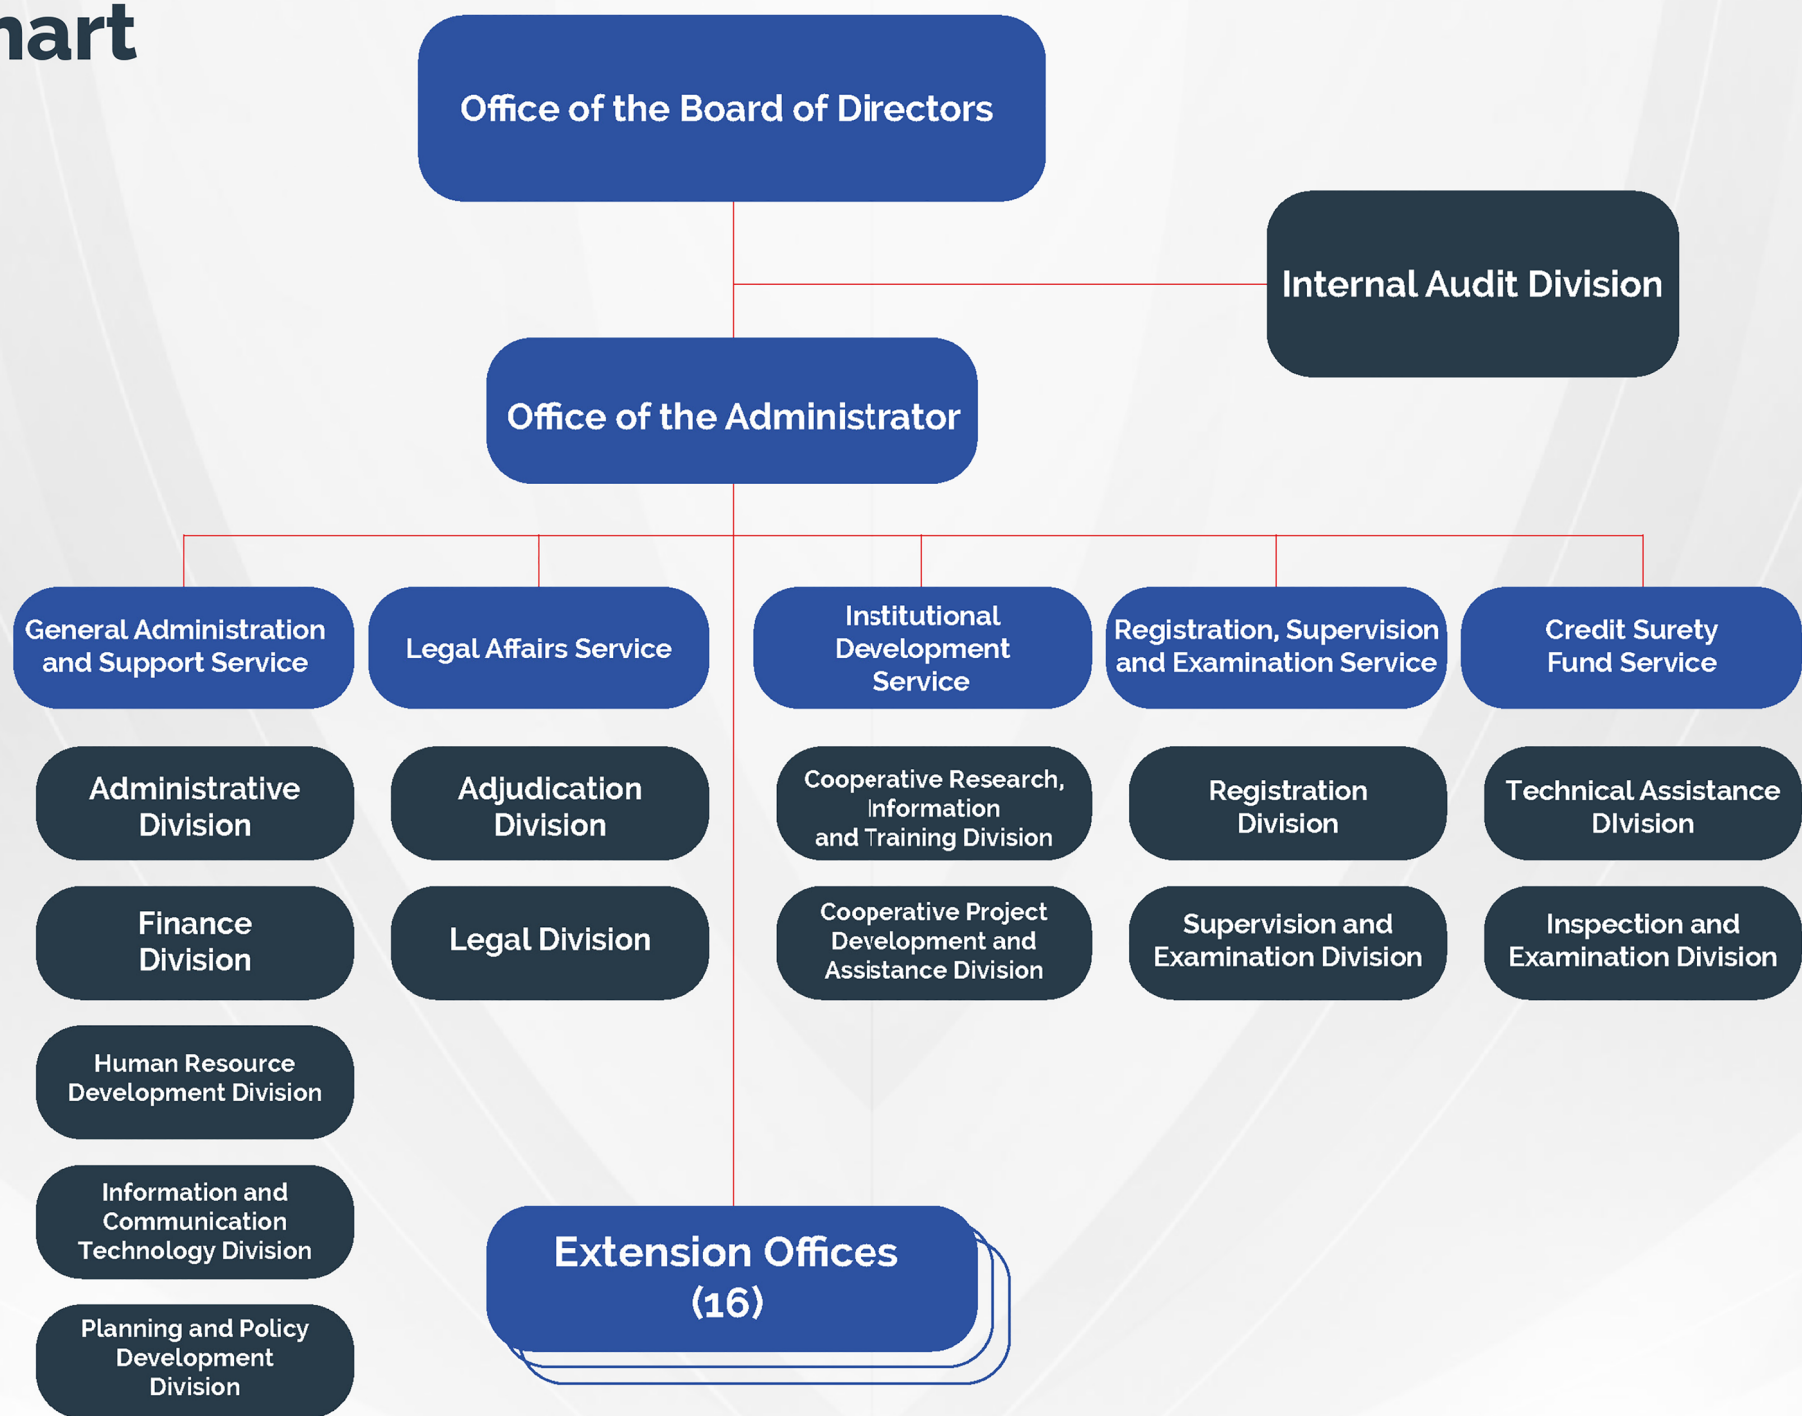 hart
Office of the Board of Directors
Internal Audit Division
Office of the Administrator
General Administration
and Support Service
Legal Affairs Service
Institutional
Development
Service
Registration, Supervision
and Examination Service
Credit Surety
Fund Service
Administrative
Division
Adjudication
Division
Cooperative Research,
Information
and Training Division
Registration
Division
Technical Assistance
DIvision
Finance
Division
Legal Division
Cooperative Project
Development and
Assistance Division
Supervision and
Examination Division
Inspection and
Examination Division
Human Resource
Development Division
Information and
Communication
Technology Division
Planning and Policy
Development
Division
Extension Offices
(16)